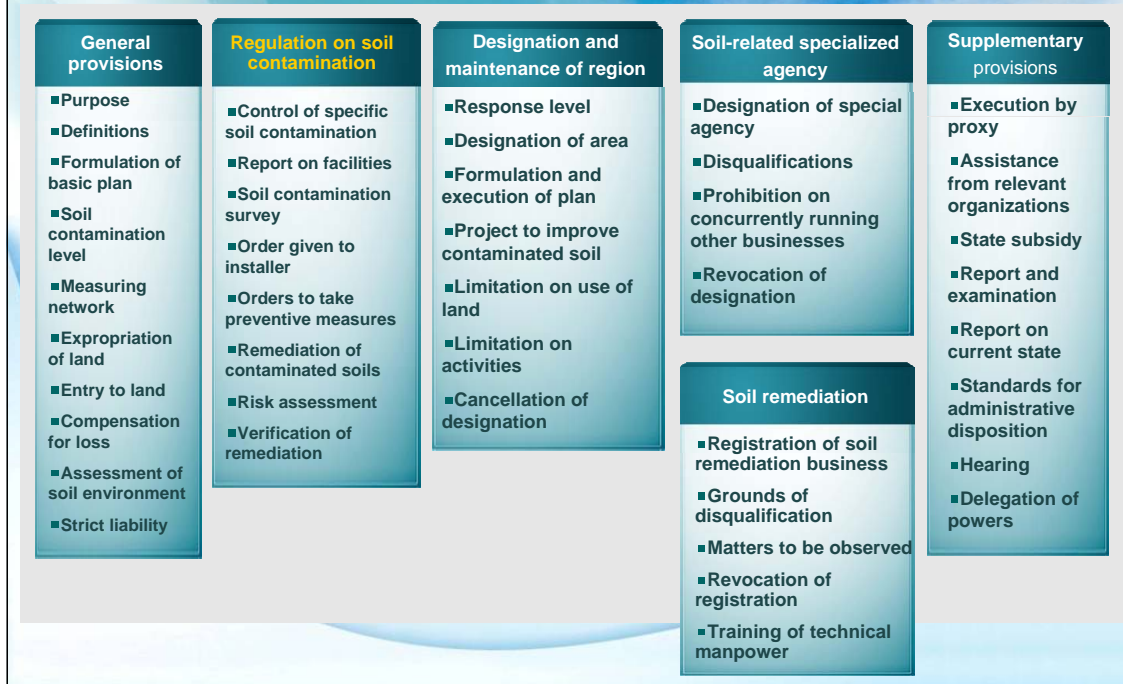 General
provisions
▪Purpose
▪Definitions
▪Formulation of
basic plan
▪Soil
contamination
level
▪Measuring
network
▪Expropriation
of land
▪Entry to land
▪Compensation
for loss
▪Assessment of
soil environment
▪Strict liability
Regulation on soil
contamination
▪Control of specific
soil contamination
▪Report on facilities
▪Soil contamination
survey
▪Order given to
installer
▪Orders to take
preventive measures
▪Remediation of
contaminated soils
▪Risk assessment
▪Verification of
remediation
Designation and
maintenance of region
▪Response level
▪Designation of area
▪Formulation and
execution of plan
▪Project to improve
contaminated soil
▪Limitation on use of
land
▪Limitation on
activities
▪Cancellation of
designation
Soil-related specialized
agency
▪Designation of special
agency
▪Disqualifications
▪Prohibition on
concurrently running
other businesses
▪Revocation of
designation
Soil remediation
▪Registration of soil
remediation business
▪Grounds of
disqualification
▪Matters to be observed
▪Revocation of
registration
▪Training of technical
manpower
Supplementary
provisions
▪Execution by
proxy
▪Assistance
from relevant
organizations
▪State subsidy
▪Report and
examination
▪Report on
current state
▪Standards for
administrative
disposition
▪Hearing
▪Delegation of
powers